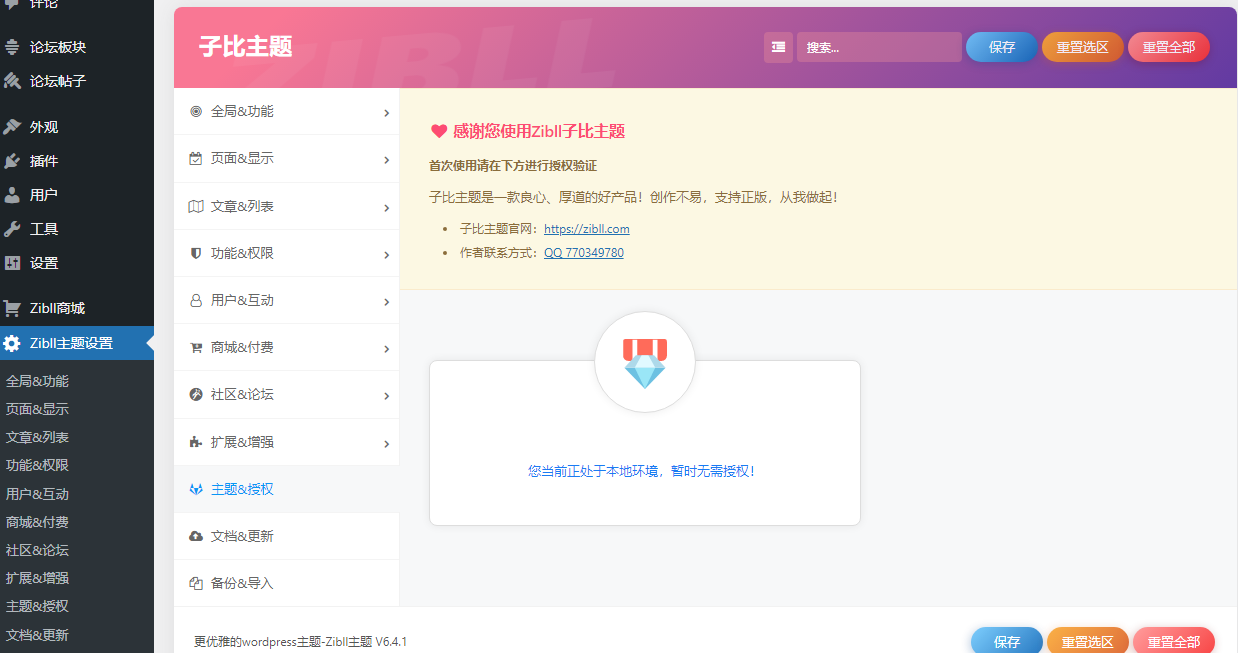 评论
论坛板块
论坛帖子
外观
插件
用户
工具
设置
Zibll商城
Zibll主题设置
全局&功能
页面&显示
文章&列表
功能&权限
用户&互动
商城&付费
社区&论坛
扩展&增强
主题&授权
文档&更新
ZIBLL
子比主题
搜索...
保存
重置选区
重置全部
全局&功能
页面&显示
文章&列表
功能&权限
用户&互动
商城&付费
社区&论坛
扩展&增强
主题&授权
文档&更新
备份&导入
感谢您使用Zibll子比主题
首次使用请在下方进行授权验证
子比主题是一款良心、厚道的好产品！创作不易，支持正版，从我做起！
• 子比主题官网：https://zibll.com
• 作者联系方式：QQ 770349780
您当前正处于本地环境，暂时无需授权！
更优雅的wordpress主题-Zibll主题 V6.4.1
保存
重置选区
重置全部